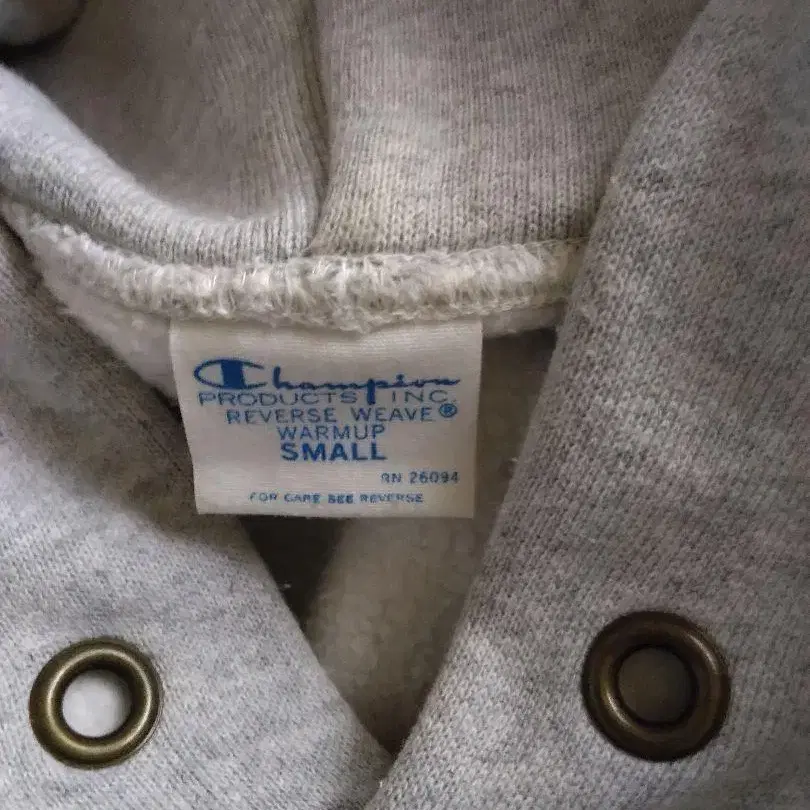 Champion
PRODUCTS INC.
REVERSE WEAVE®
WARMUP
SMALL
RN 26094
FOR CARE SEE REVERSE